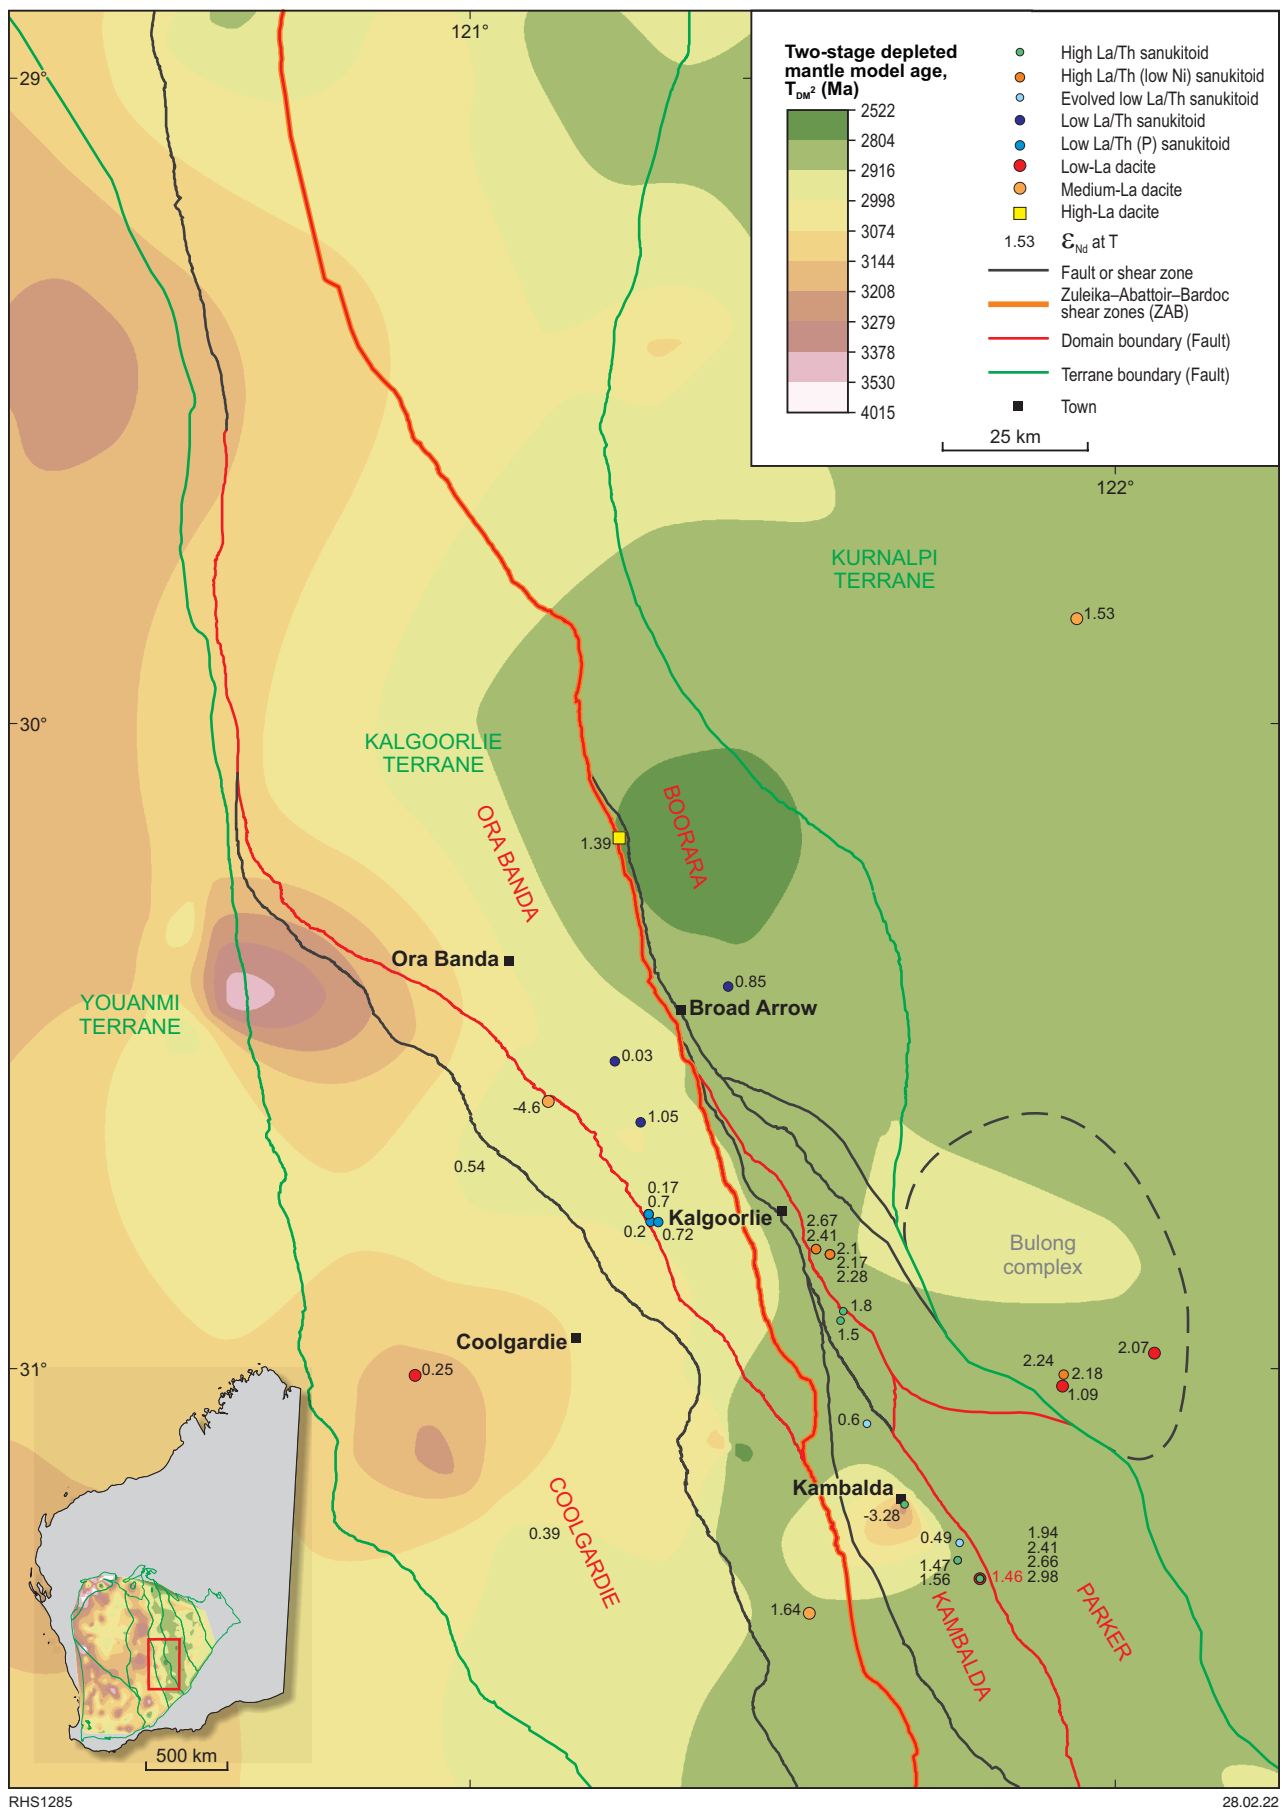 121°
29°
Two-stage depleted
mantle model age,
TDM² (Ma)
2522
2804
2916
2998
3074
3144
3208
3279
3378
3530
4015
High La/Th sanukitoid
High La/Th (low Ni) sanukitoid
Evolved low La/Th sanukitoid
Low La/Th sanukitoid
Low La/Th (P) sanukitoid
Low-La dacite
Medium-La dacite
High-La dacite
1.53 εNd at T
Fault or shear zone
Zuleika–Abattoir–Bardoc
shear zones (ZAB)
Domain boundary (Fault)
Terrane boundary (Fault)
Town
25 km
122°
KURNALPI
TERRANE
1.53
30°
KALGOORLIE
TERRANE
BOORARA
ORA BANDA
1.39
Ora Banda
0.85
YOUANMI
TERRANE
Broad Arrow
0.03
-4.6
1.05
0.54
0.17
0.7
0.2
0.72
Kalgoorlie
2.67
2.41
2.1
2.17
2.28
Bulong
complex
1.8
1.5
Coolgardie
31°
0.25
2.07
2.24
2.18
1.09
0.6
Kambalda
-3.28
COOLGARDIE
0.39
0.49
1.47
1.56
1.46
1.94
2.41
2.66
2.98
1.64
KAMBALDA
PARKER
500 km
RHS1285
28.02.22